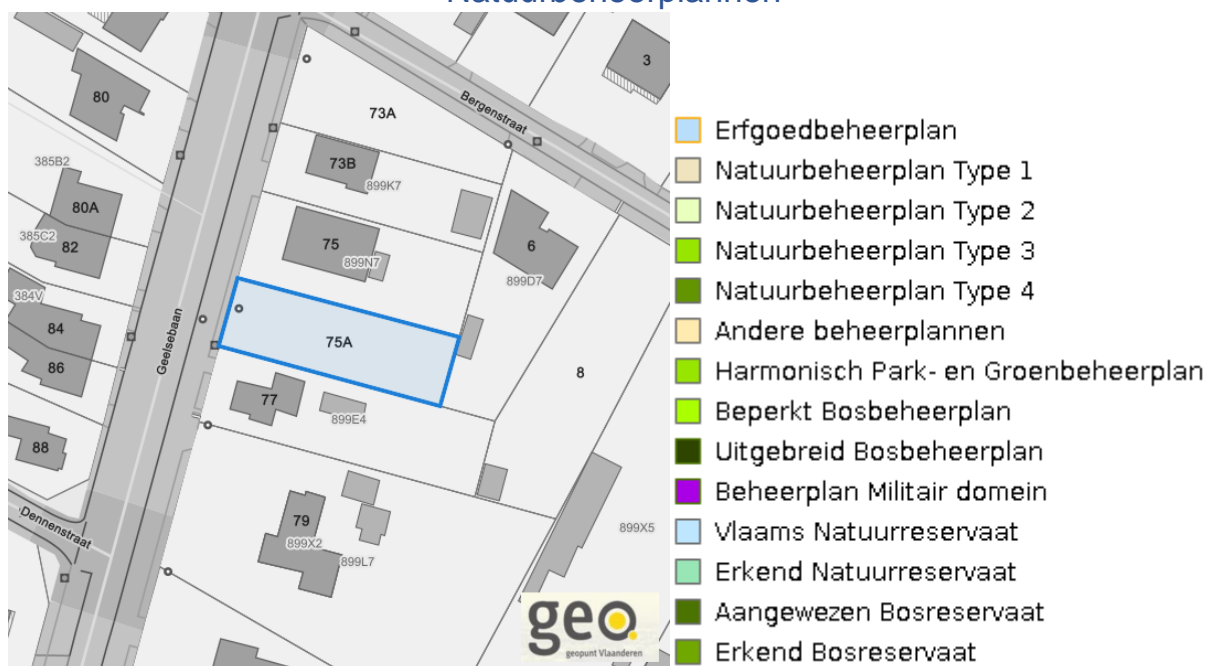 Natuurbeheerplannen
3
80
73A
Bergenstraat
385B2
73B
899K7
80A
385C2
82
75
899N7
6
899D7
384V
84
86
Geelsebaan
75A
8
77
899E4
88
Dennenstraat
79
899X2
899L7
899X5
geo.
geopunt Vlaanderen
Erfgoedbeheerplan
Natuurbeheerplan Type 1
Natuurbeheerplan Type 2
Natuurbeheerplan Type 3
Natuurbeheerplan Type 4
Andere beheerplannen
Harmonisch Park- en Groenbeheerplan
Beperkt Bosbeheerplan
Uitgebreid Bosbeheerplan
Beheerplan Militair domein
Vlaams Natuurreservaat
Erkend Natuurreservaat
Aangewezen Bosreservaat
Erkend Bosreservaat